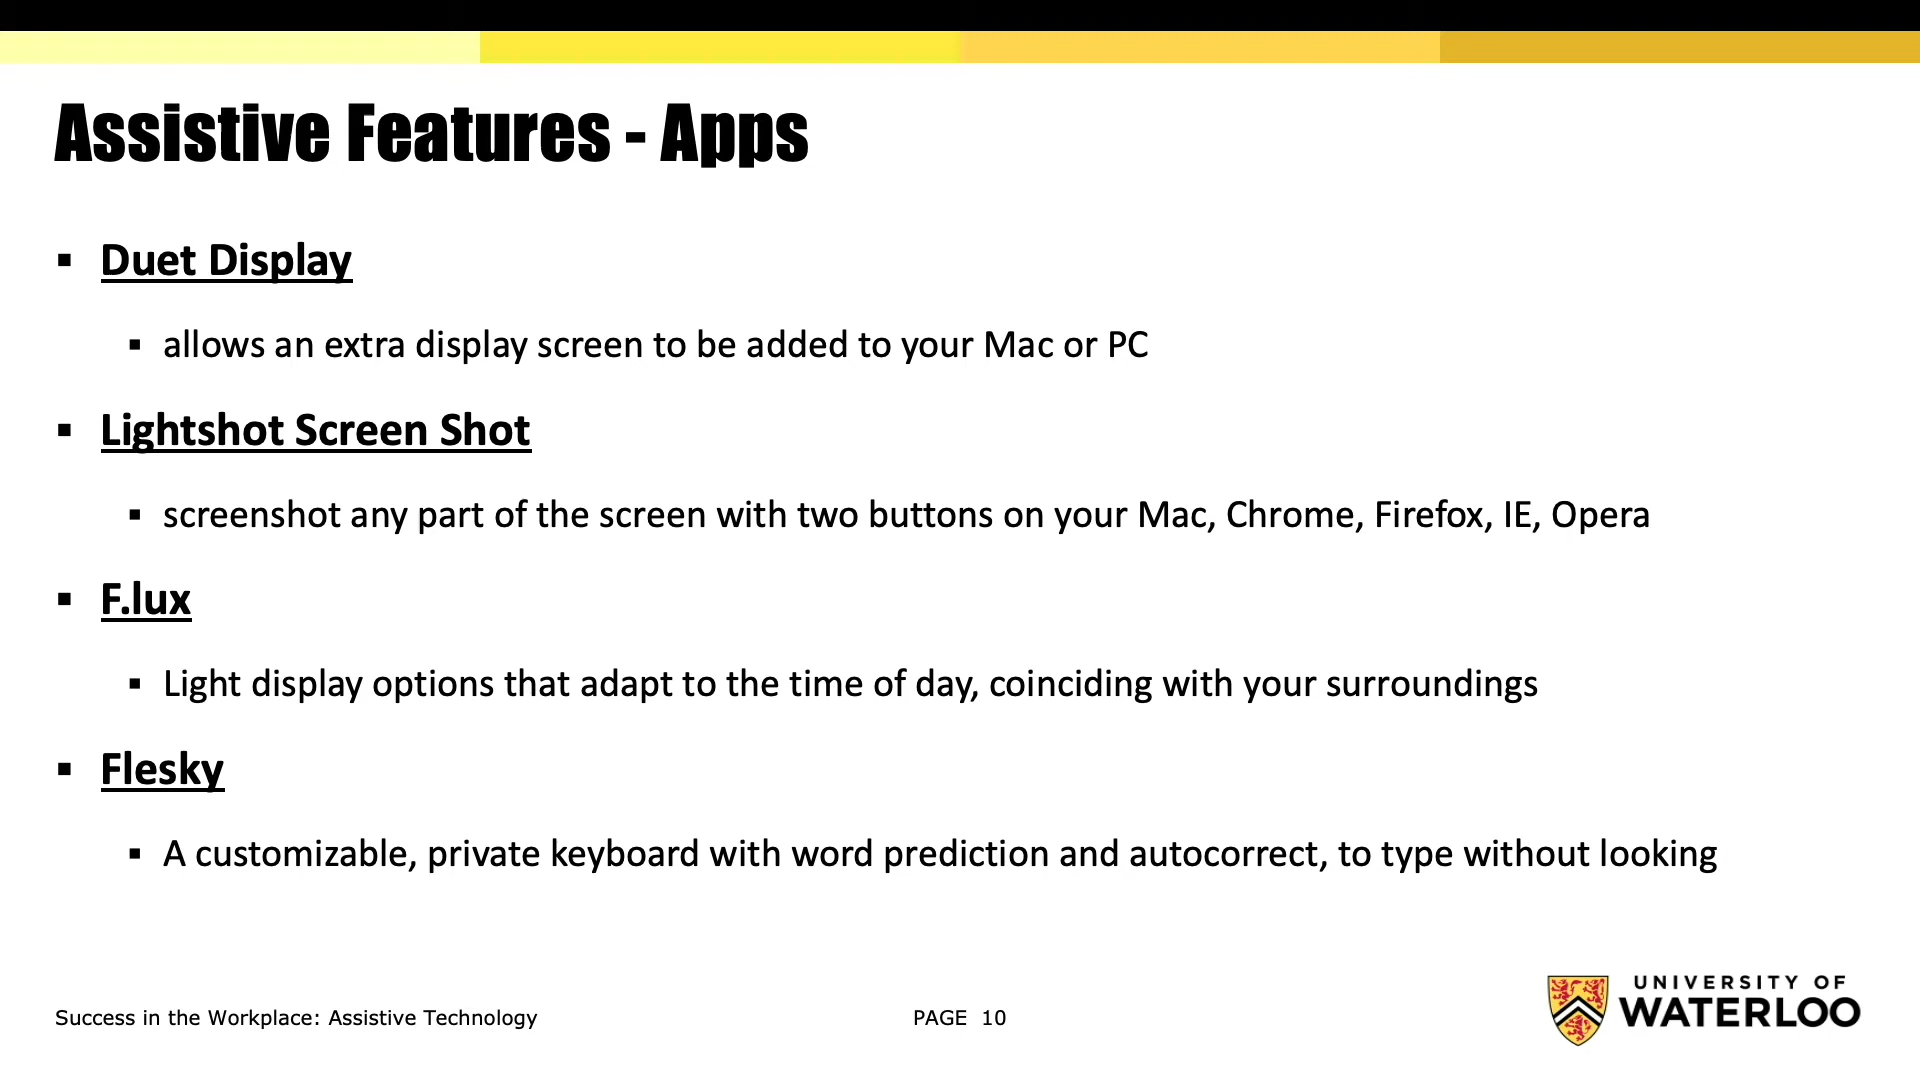 Assistive Features - Apps
▪ Duet Display
▪ allows an extra display screen to be added to your Mac or PC
▪ Lightshot Screen Shot
▪ screenshot any part of the screen with two buttons on your Mac, Chrome, Firefox, IE, Opera
▪ F.lux
▪ Light display options that adapt to the time of day, coinciding with your surroundings
▪ Flesky
▪ A customizable, private keyboard with word prediction and autocorrect, to type without looking
Success in the Workplace: Assistive Technology
PAGE 10
UNIVERSITY OF
WATERLOO